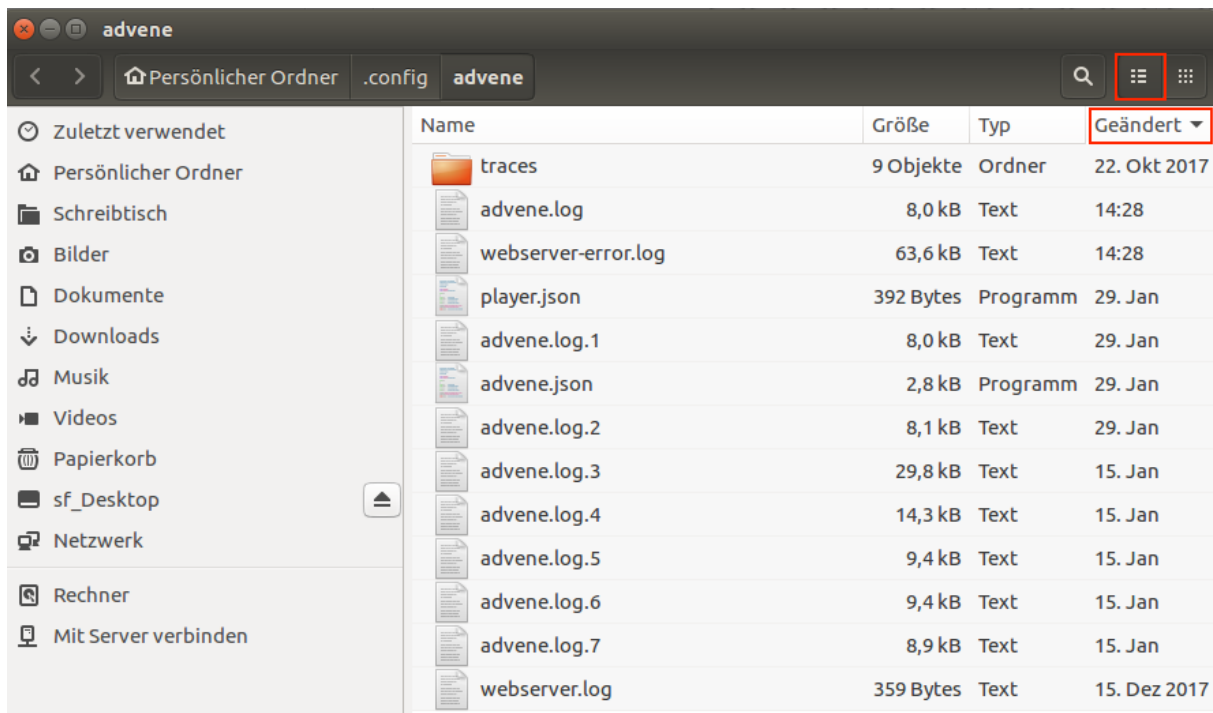 advene
Persönlicher Ordner .config advene
Zuletzt verwendet
Persönlicher Ordner
Schreibtisch
Bilder
Dokumente
Downloads
Musik
Videos
Papierkorb
sf_Desktop
Netzwerk
Rechner
Mit Server verbinden
Name Größe Typ Geändert
traces 9 Objekte Ordner 22. Okt 2017
advene.log 8,0 kB Text 14:28
webserver-error.log 63,6 kB Text 14:28
player.json 392 Bytes Programm 29. Jan
advene.log.1 8,0 kB Text 29. Jan
advene.json 2,8 kB Programm 29. Jan
advene.log.2 8,1 kB Text 29. Jan
advene.log.3 29,8 kB Text 15. Jan
advene.log.4 14,3 kB Text 15. Jan
advene.log.5 9,4 kB Text 15. Jan
advene.log.6 9,4 kB Text 15. Jan
advene.log.7 8,9 kB Text 15. Jan
webserver.log 359 Bytes Text 15. Dez 2017